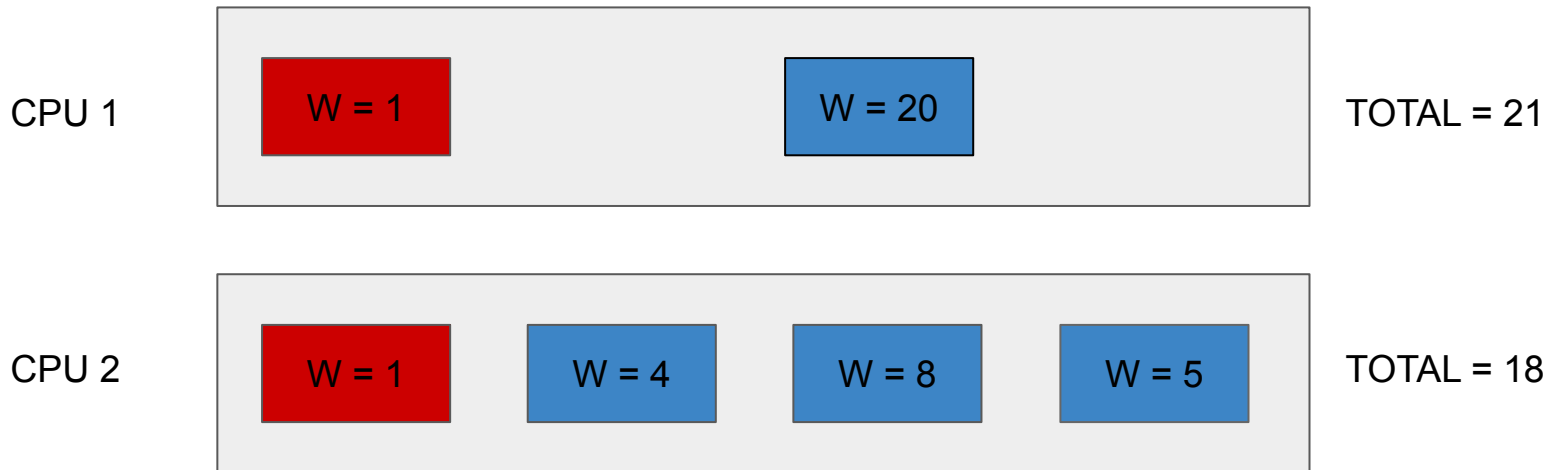 CPU 1 W = 1 W = 20 TOTAL = 21
CPU 2 W = 1 W = 4 W = 8 W = 5 TOTAL = 18